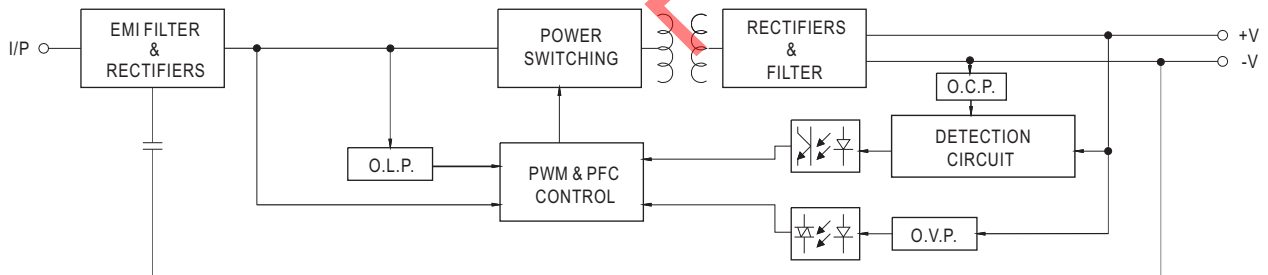 I/P
EMI FILTER
&
RECTIFIERS
POWER
SWITCHING
RECTIFIERS
&
FILTER
+V
-V
O.C.P.
DETECTION
CIRCUIT
O.L.P.
PWM & PFC
CONTROL
O.V.P.